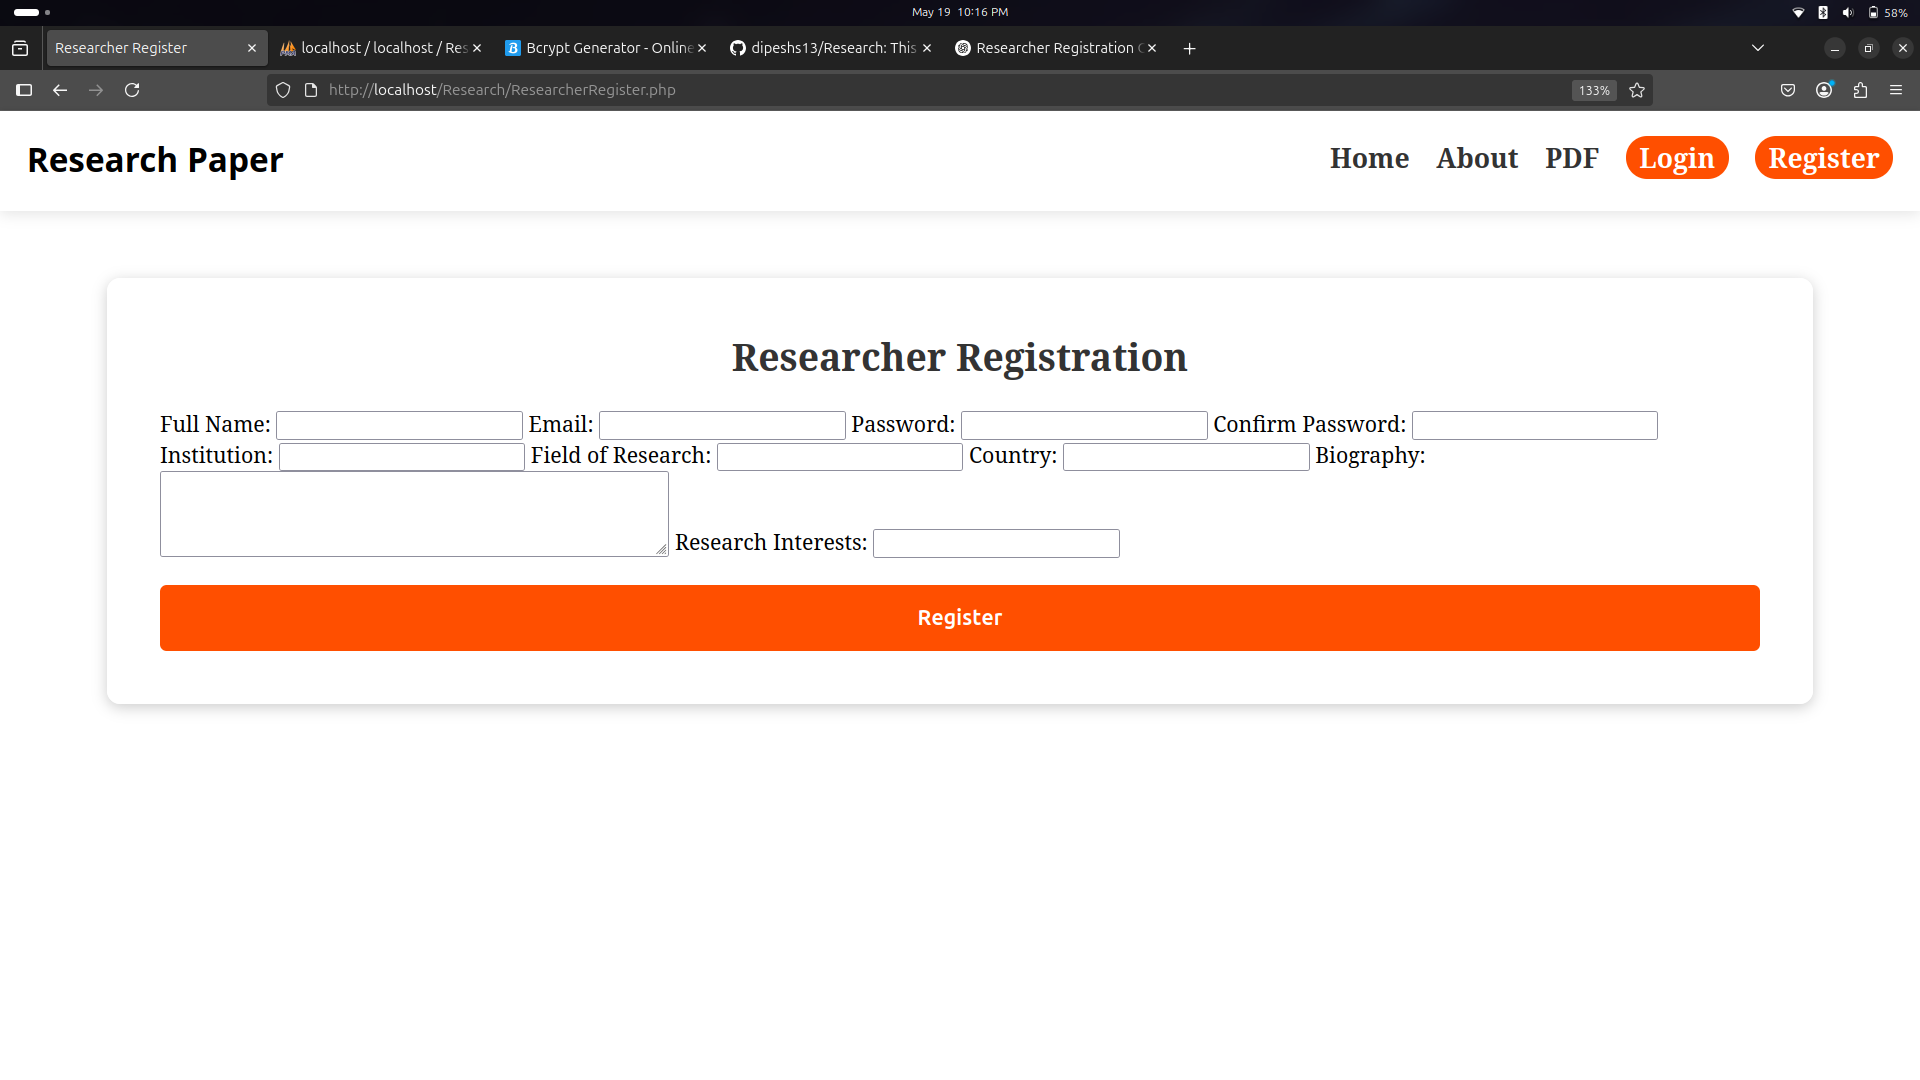 May 19 10:16 PM
58%
Researcher Register
localhost / localhost / Res
Bcrypt Generator - Online
dipeshs13/Research: This
Researcher Registration
http://localhost/Research/ResearcherRegister.php
133%
Research Paper
Home About PDF Login Register
Researcher Registration
Full Name: Email: Password: Confirm Password:
Institution: Field of Research: Country: Biography:
Research Interests:
Register